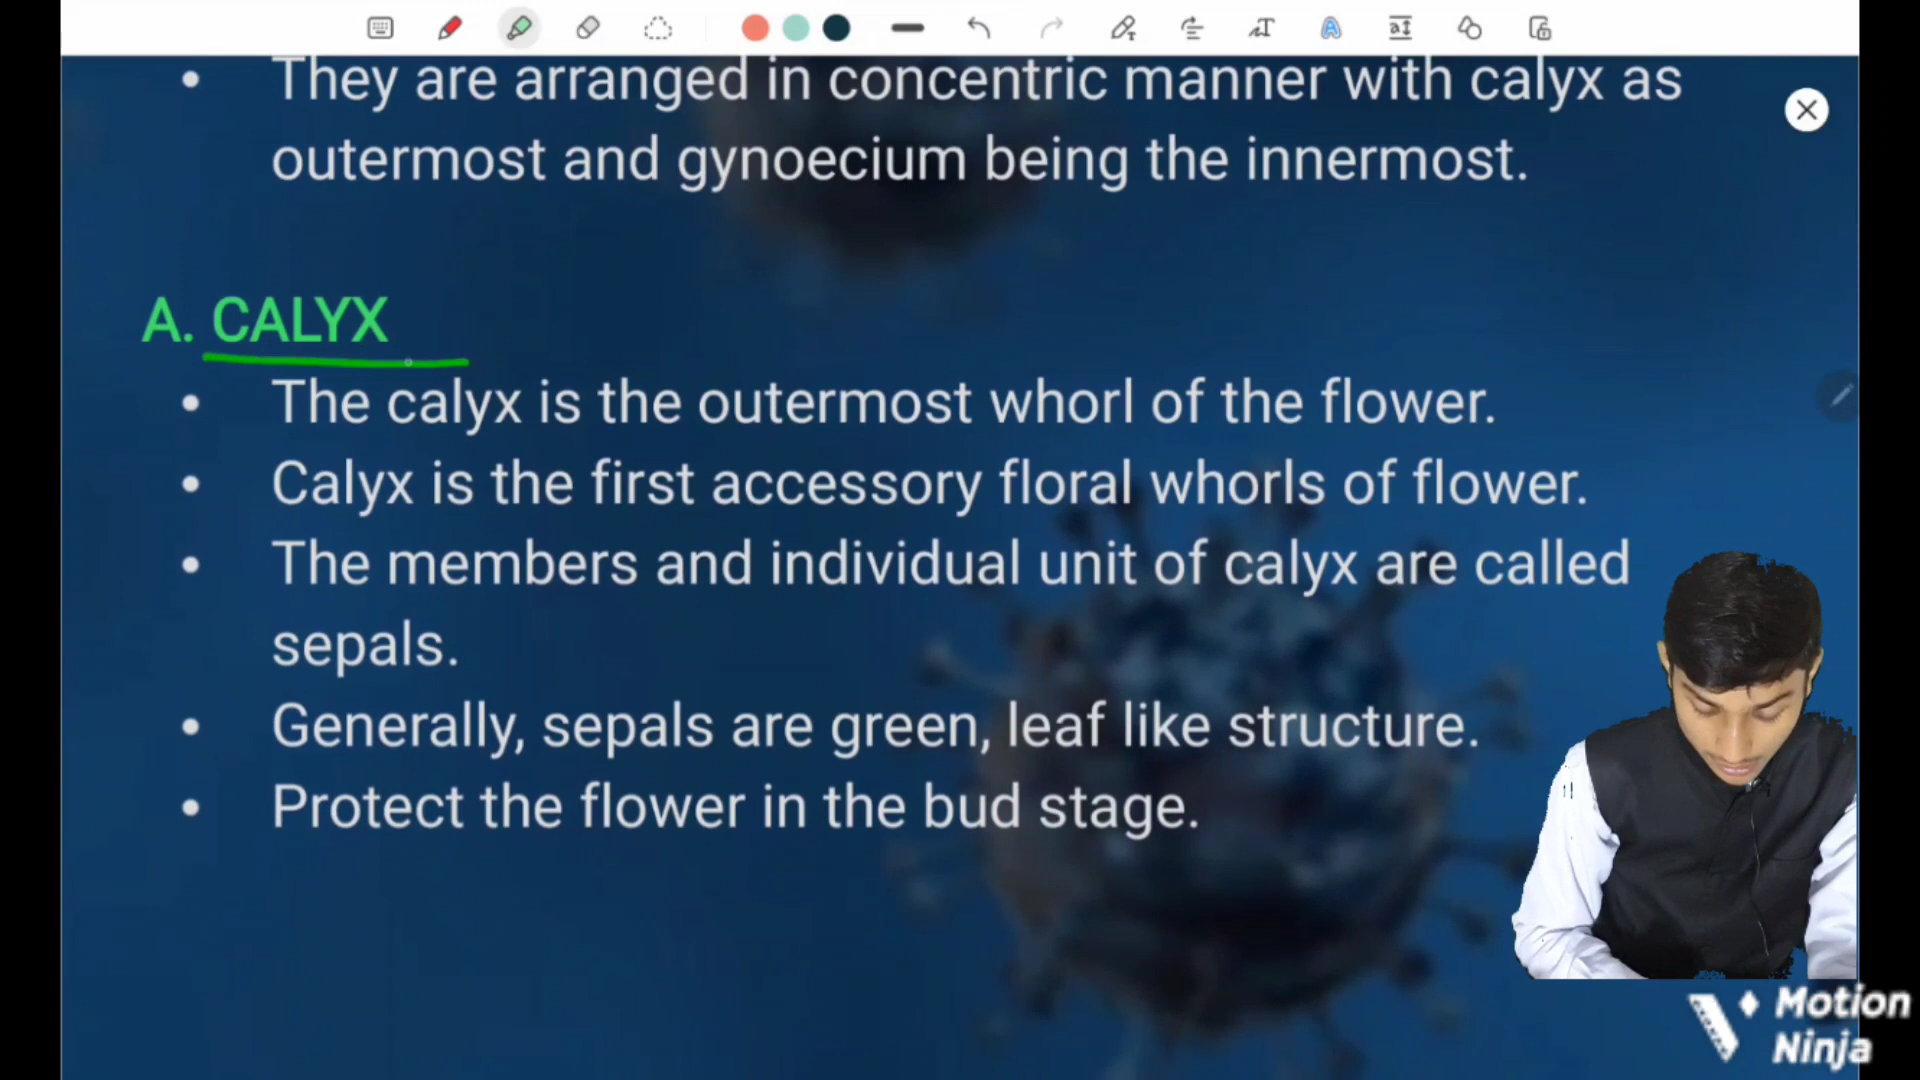 • They are arranged in concentric manner with calyx as
outermost and gynoecium being the innermost.
A. CALYX
• The calyx is the outermost whorl of the flower.
• Calyx is the first accessory floral whorls of flower.
• The members and individual unit of calyx are called
sepals.
• Generally, sepals are green, leaf like structure.
• Protect the flower in the bud stage.
Motion
Ninja